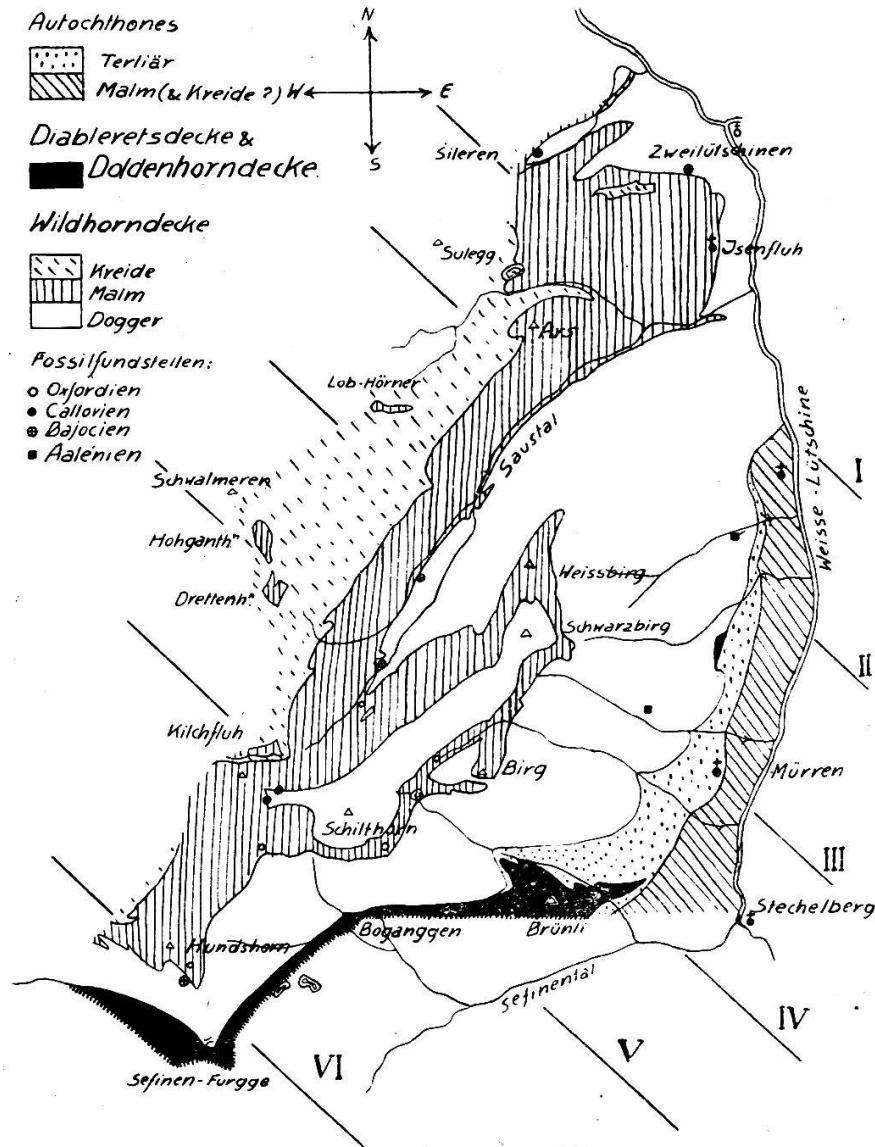 Autochthones
Tertiär
Malm (& Kreide ?)
Diableretsdecke &
Doldenhorndecke.
Wildhorndecke
Kreide
Malm
Dogger
Fossilfundstellen:
Oxfordien
Callovien
Bajocien
Aalénien
N
W
E
S
Sileren
Zweilütschinen
Sulegg
Isenfluh
Ars
Lob-Hörner
Saustal
Schwalmeren
Weisse-Lütschine
I
Hohganth.n
Weissbirg
Drettenh.n
Schwarzbirg
II
Kilchfluh
Birg
Mürren
Schilthorn
III
Stechelberg
Hundshorn
Boganggen
Brünli
Sefinental
IV
V
VI
Sefinen-Furgge